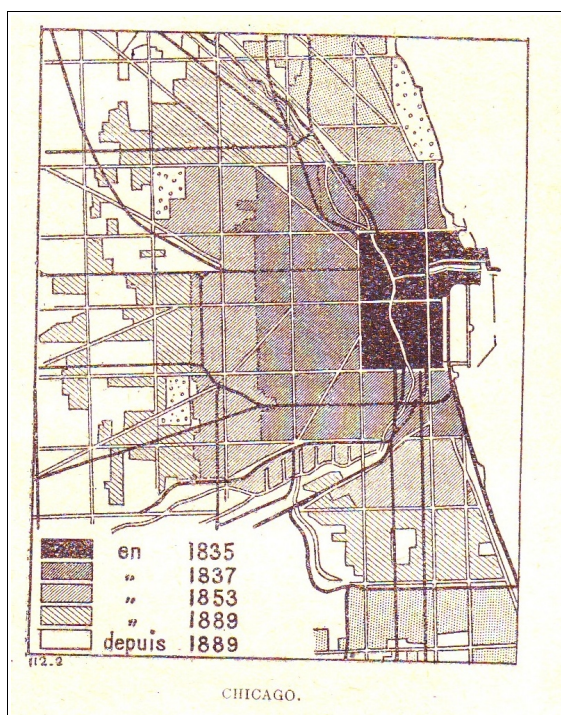 en 1835
„ 1837
„ 1853
„ 1889
depuis 1889
112.2
CHICAGO.